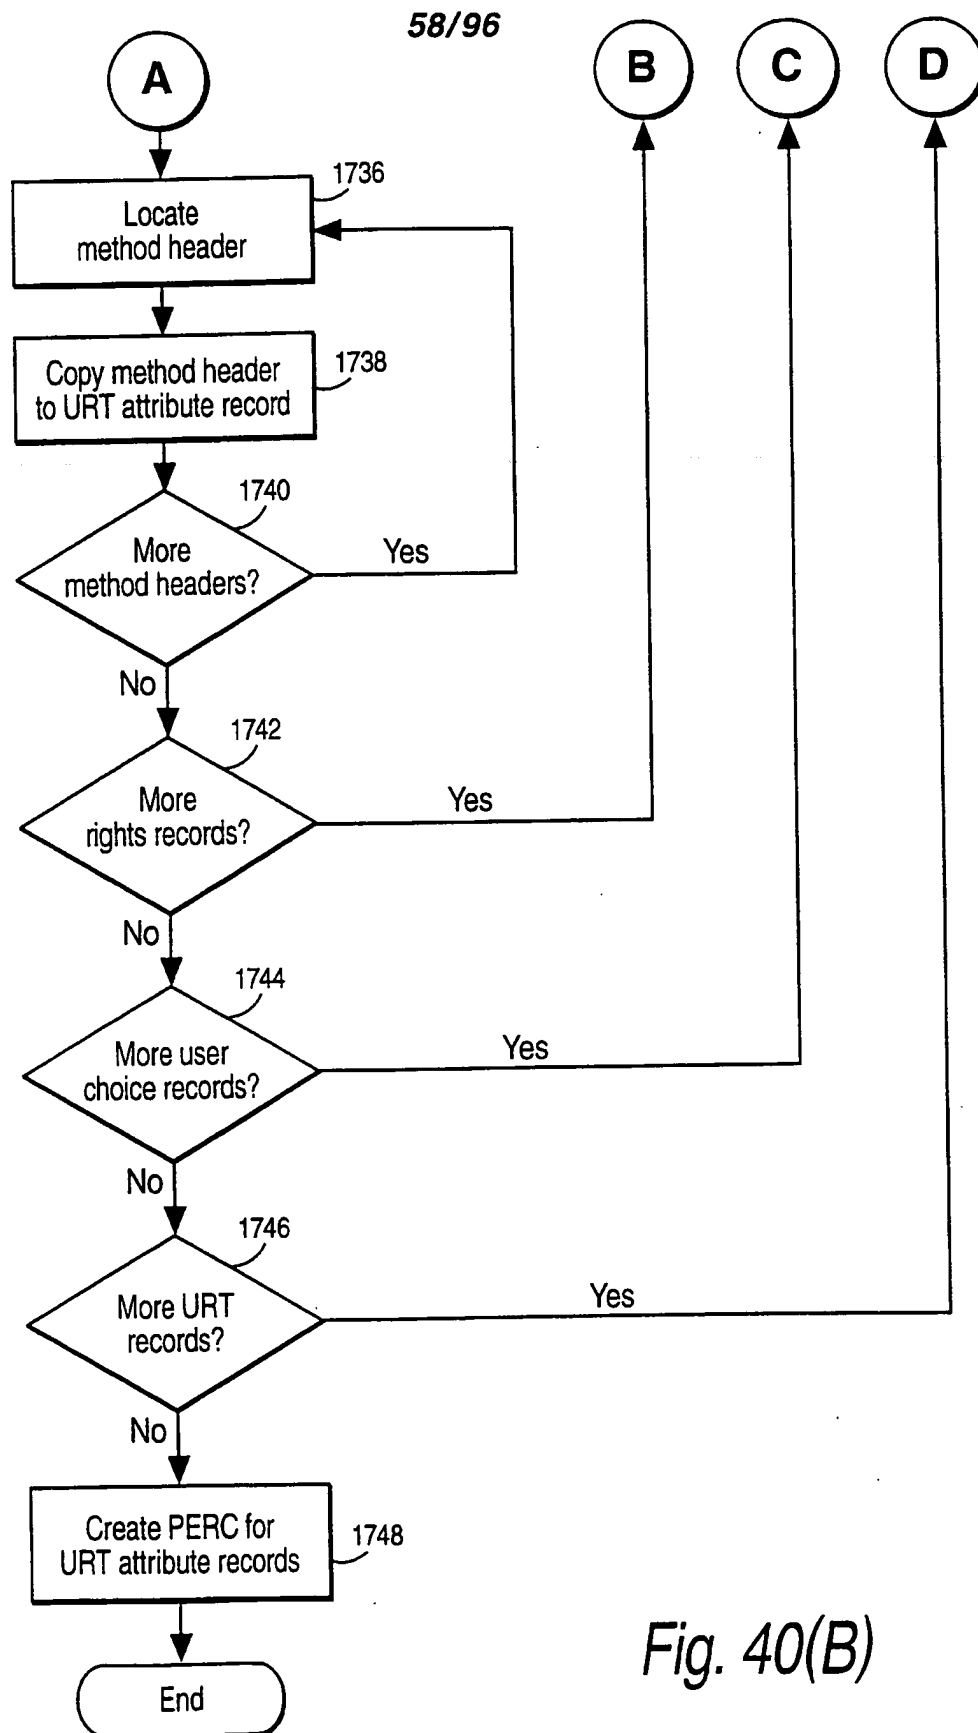 58/96
A
B
C
D
1736
Locate
method header
1738
Copy method header
to URT attribute record
1740
More
method headers?
Yes
No
1742
More
rights records?
Yes
No
1744
More user
choice records?
Yes
No
1746
More URT
records?
Yes
No
Create PERC for
URT attribute records
1748
End
Fig. 40(B)